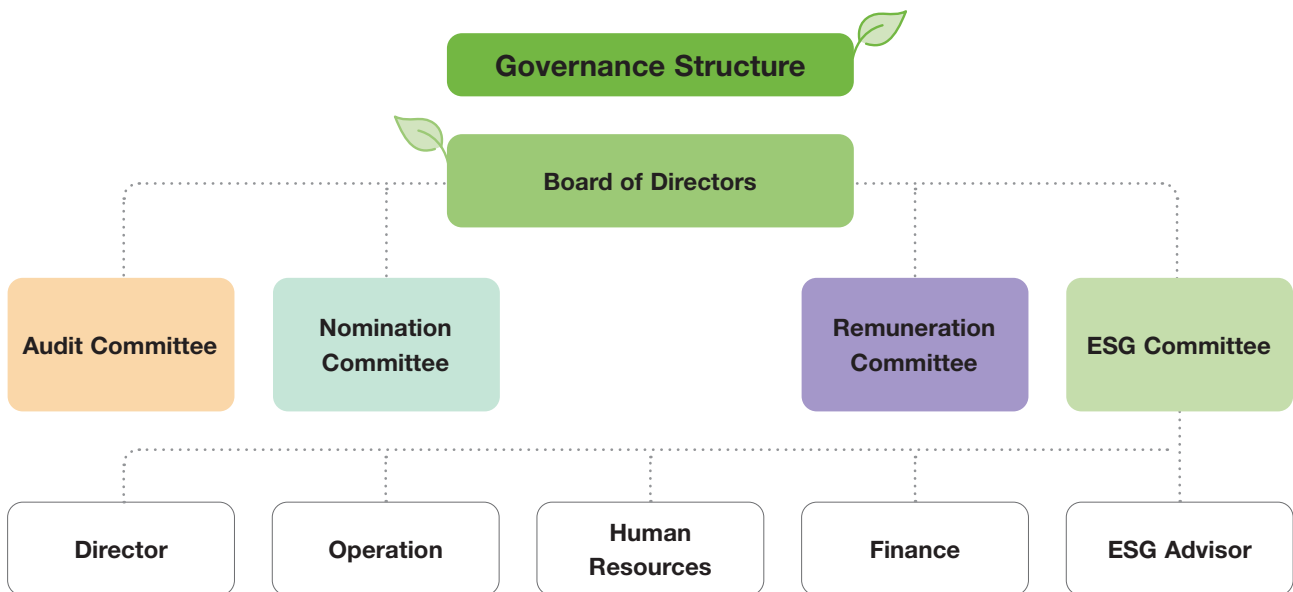 Governance Structure
Board of Directors
Audit Committee
Nomination
Committee
Remuneration
Committee
ESG Committee
Director
Operation
Human
Resources
Finance
ESG Advisor